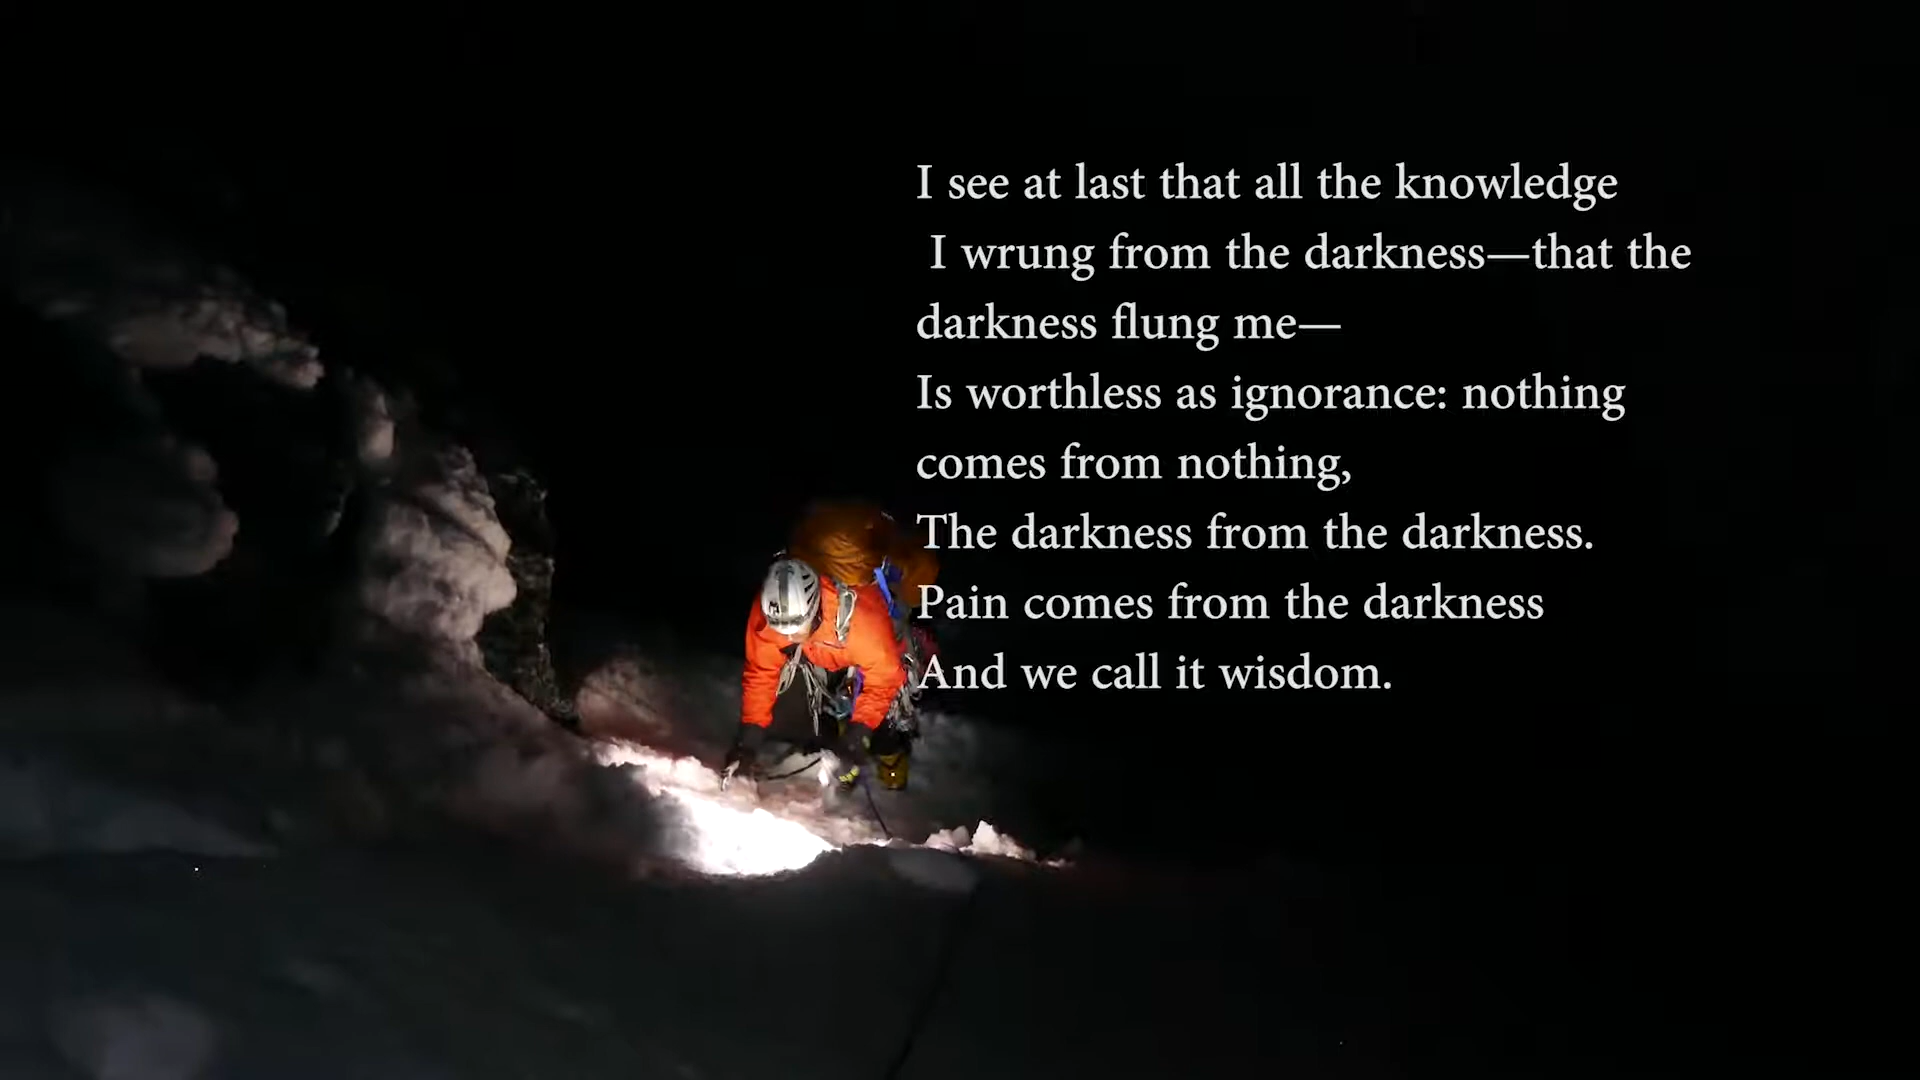 I see at last that all the knowledge
I wrung from the darkness—that the
darkness flung me—
Is worthless as ignorance: nothing
comes from nothing,
The darkness from the darkness.
Pain comes from the darkness
And we call it wisdom.